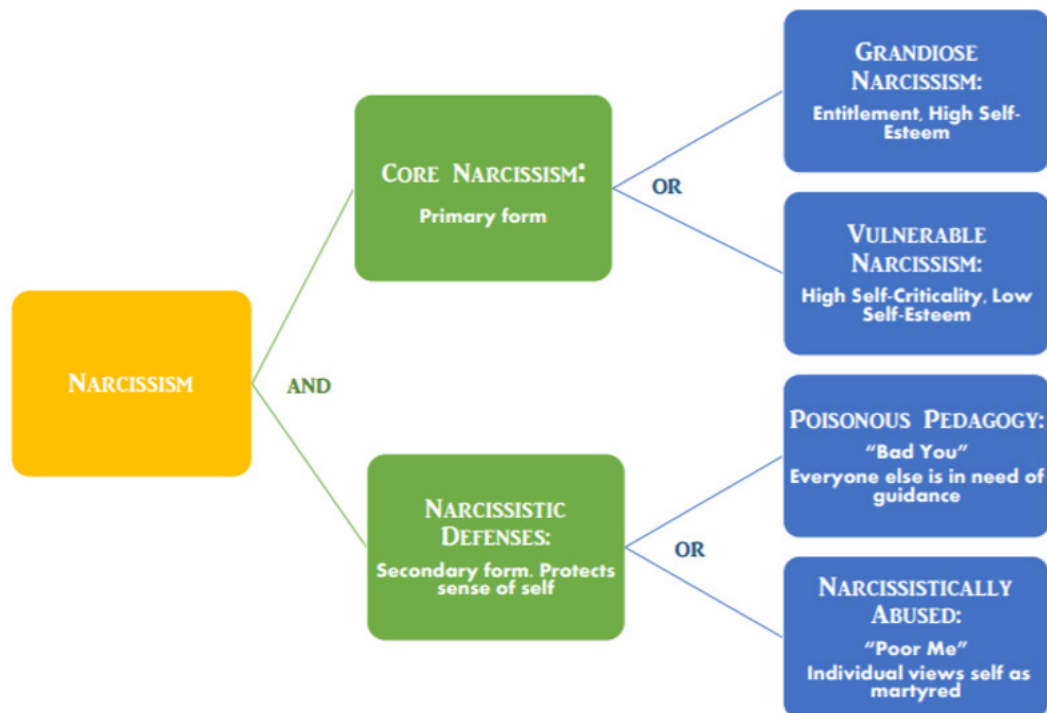 NARCISSISM
AND
CORE NARCISSISM:
Primary form
OR
GRANDIOSE
NARCISSISM:
Entitlement, High Self-
Esteem
VULNERABLE
NARCISSISM:
High Self-Criticality, Low
Self-Esteem
NARCISSISTIC
DEFENSES:
Secondary form. Protects
sense of self
OR
POISONOUS PEDAGOGY:
“Bad You”
Everyone else is in need of
guidance
NARCISSISTICALLY
ABUSED:
“Poor Me”
Individual views self as
martyred